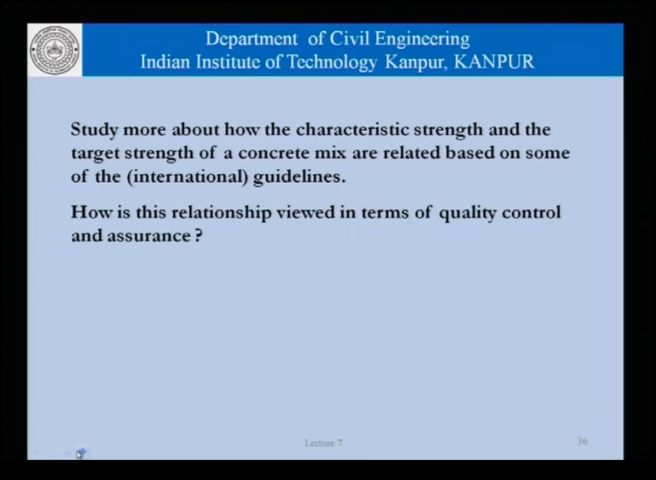 Department of Civil Engineering
Indian Institute of Technology Kanpur, KANPUR
Study more about how the characteristic strength and the
target strength of a concrete mix are related based on some
of the (international) guidelines.
How is this relationship viewed in terms of quality control
and assurance ?
Lecture 7
36